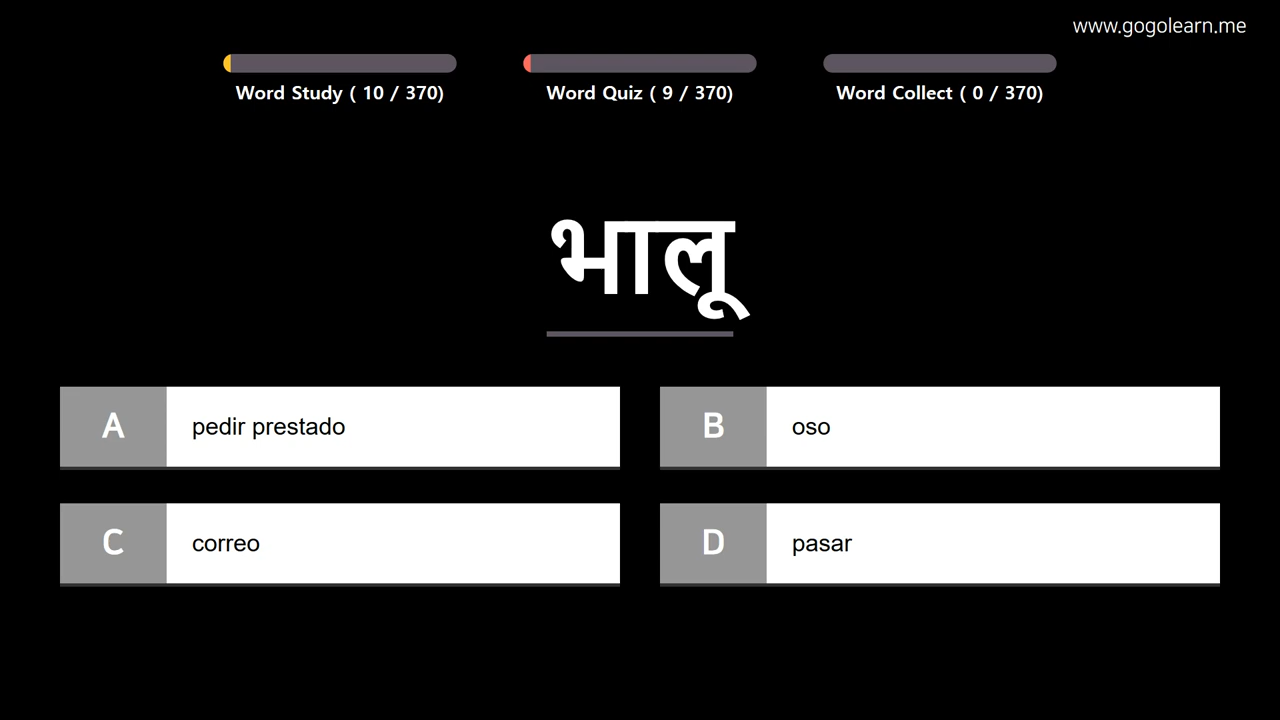 www.gogolearn.me
Word Study ( 10 / 370)
Word Quiz ( 9 / 370)
Word Collect ( 0 / 370)
भालू
A pedir prestado
B oso
C correo
D pasar